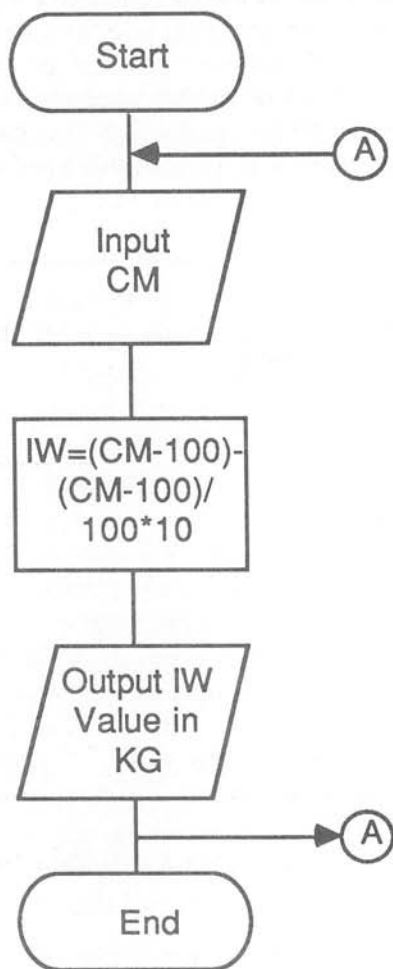 Start
A
Input
CM
IW=(CM-100)-
(CM-100)/
100*10
Output IW
Value in
KG
A
End